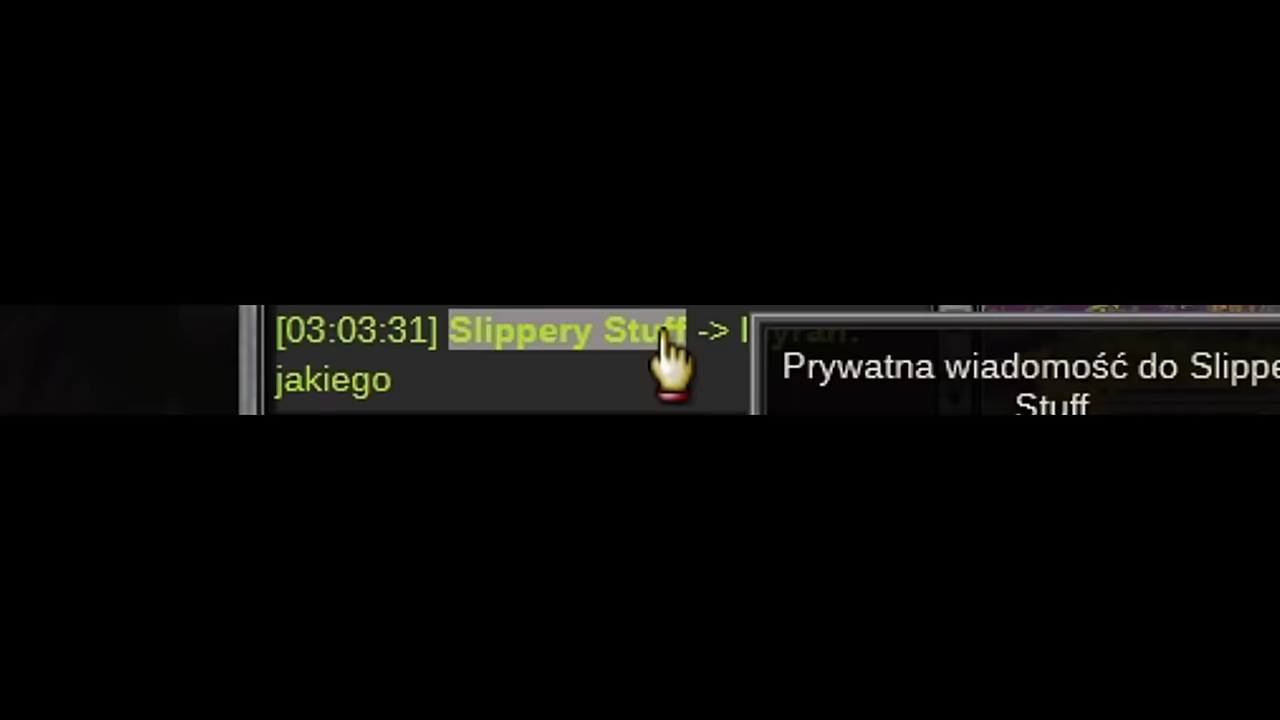 [03:03:31] Slippery Stuff ->
jakiego
Prywatna wiadomość do Slippe
Stuff